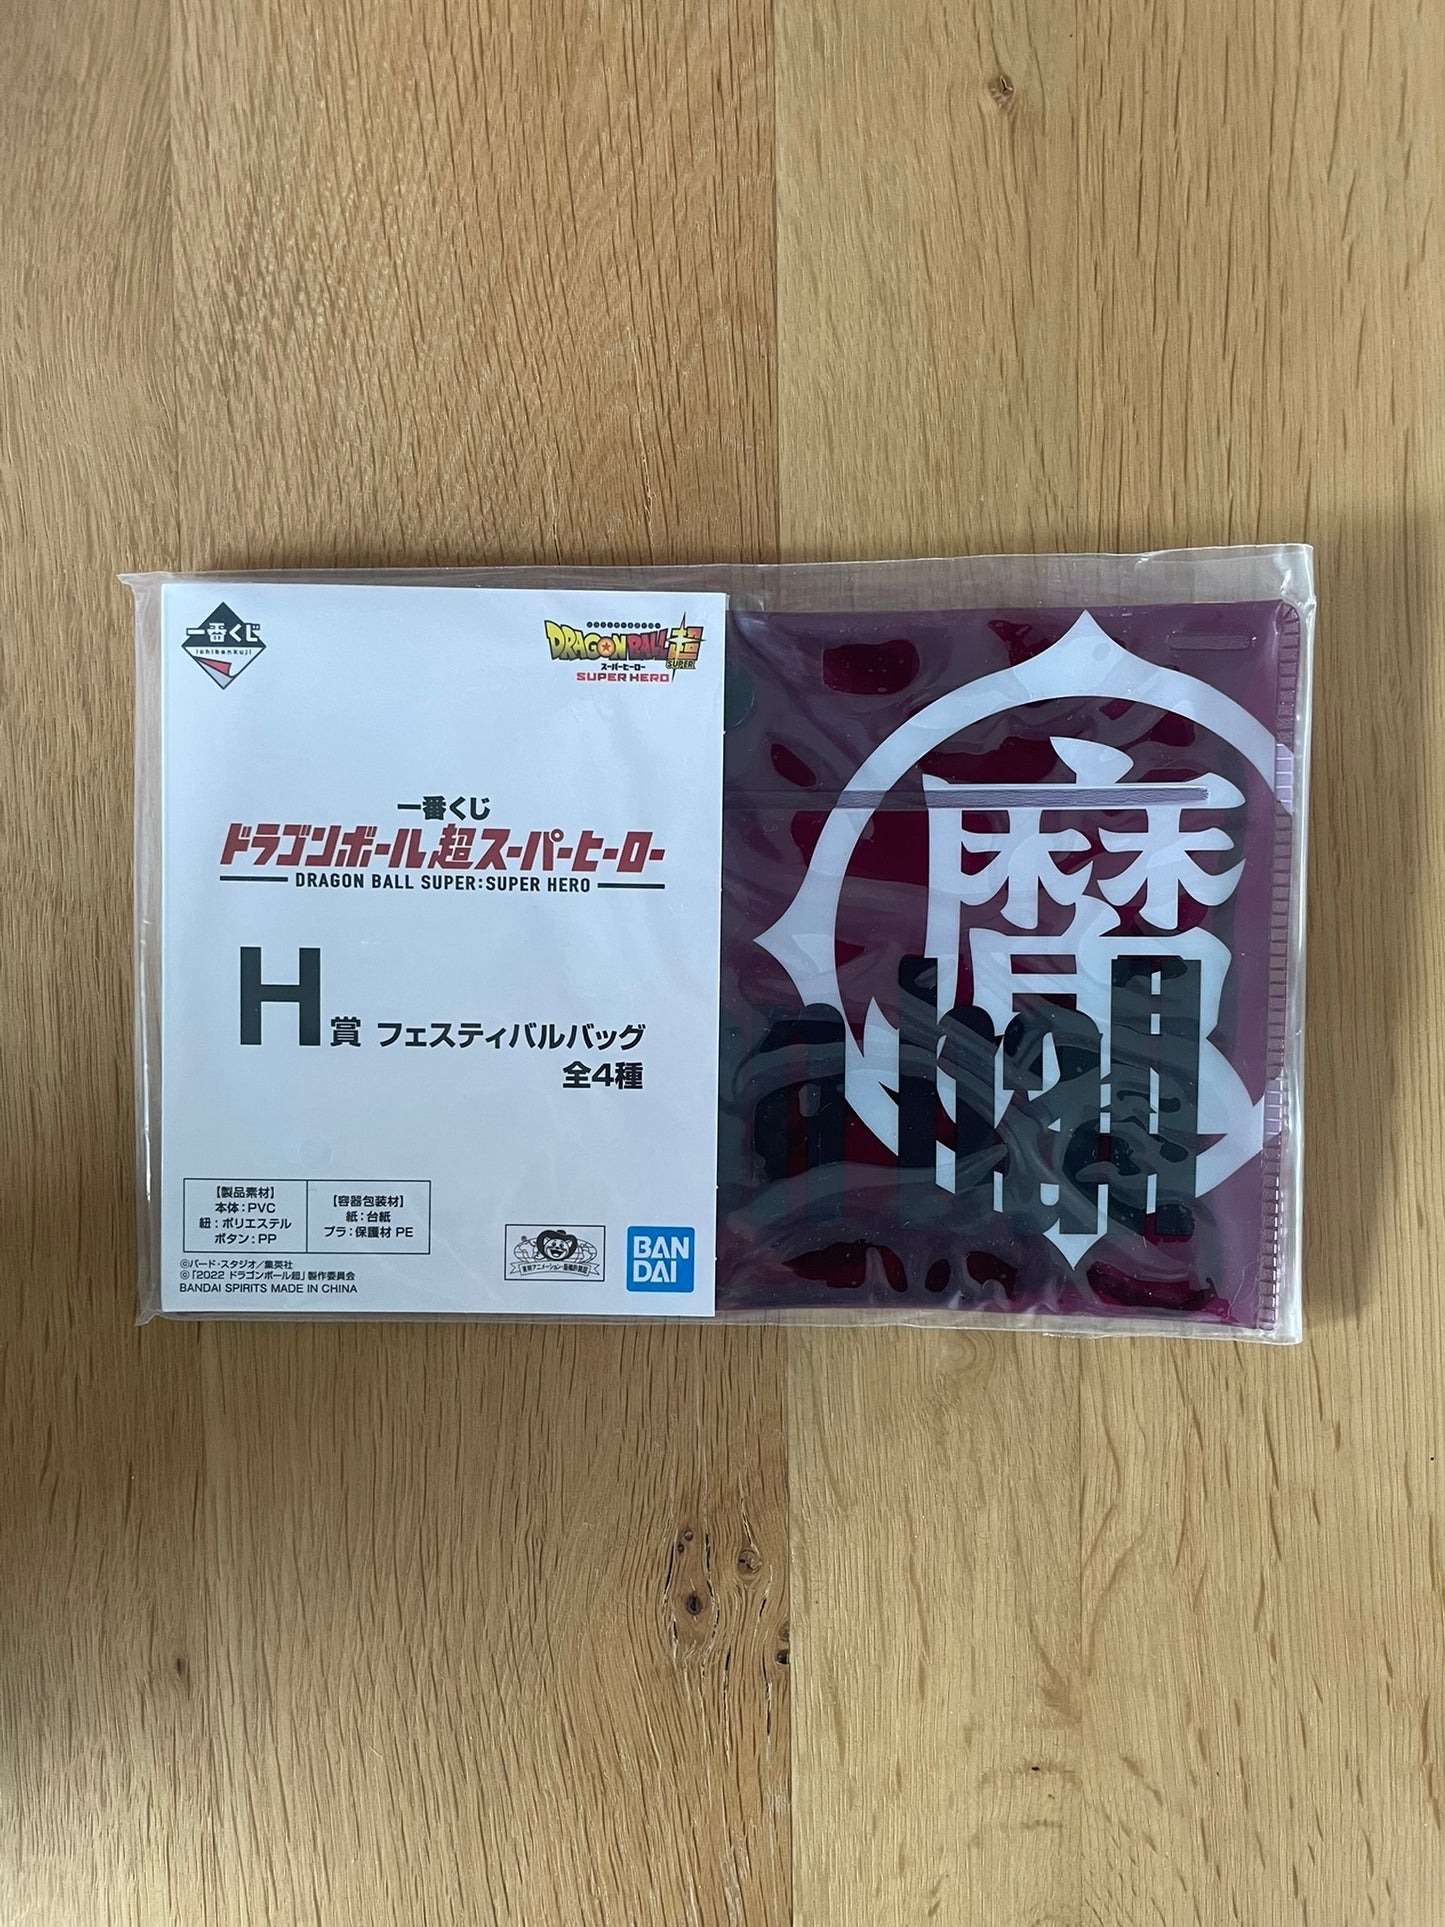 一番くじ
ichibankuji
DRAGON BALL 超
SUPER
スーパーヒーロー
SUPER HERO
一番くじ
ドラゴンボール超スーパーヒーロー
DRAGON BALL SUPER:SUPER HERO
H賞 フェスティバルバッグ
全4種
【製品素材】
本体:PVC
紐:ポリエステル
ボタン:PP
【容器包装材】
紙:台紙
プラ:保護材 PE
©バード・スタジオ/集英社
©「2022 ドラゴンボール超」製作委員会
BANDAI SPIRITS MADE IN CHINA
BAN
DAI
魔